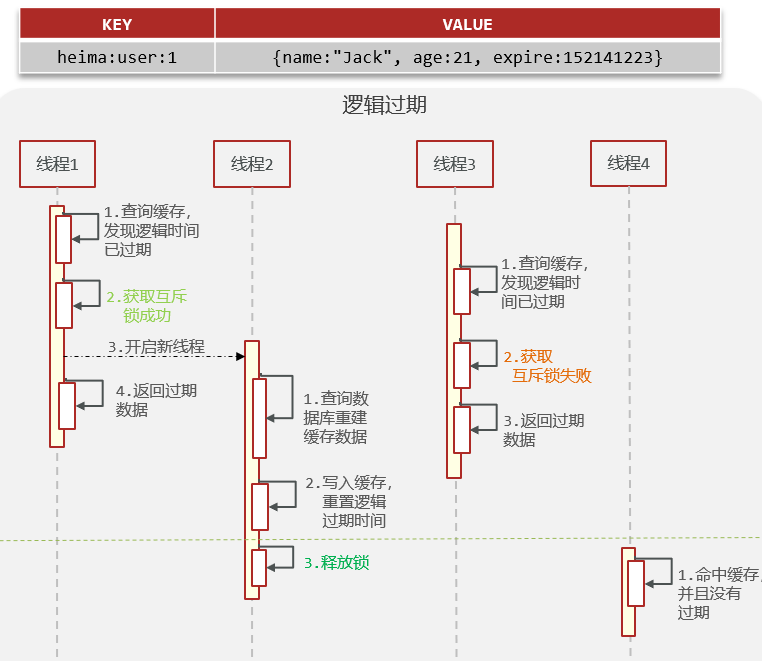 KEY VALUE
heima:user:1 {name:"Jack", age:21, expire:152141223}
逻辑过期
线程1 线程2 线程3 线程4
1.查询缓存，
发现逻辑时间
已过期
2.获取互斥
锁成功
3.开启新线程
4.返回过期
数据
1.查询数
据库重建
缓存数据
2.写入缓存，
重置逻辑
过期时间
3.释放锁
1.查询缓存，
发现逻辑时
间已过期
2.获取
互斥锁失败
3.返回过期
数据
1.命中缓存，
并且没有
过期